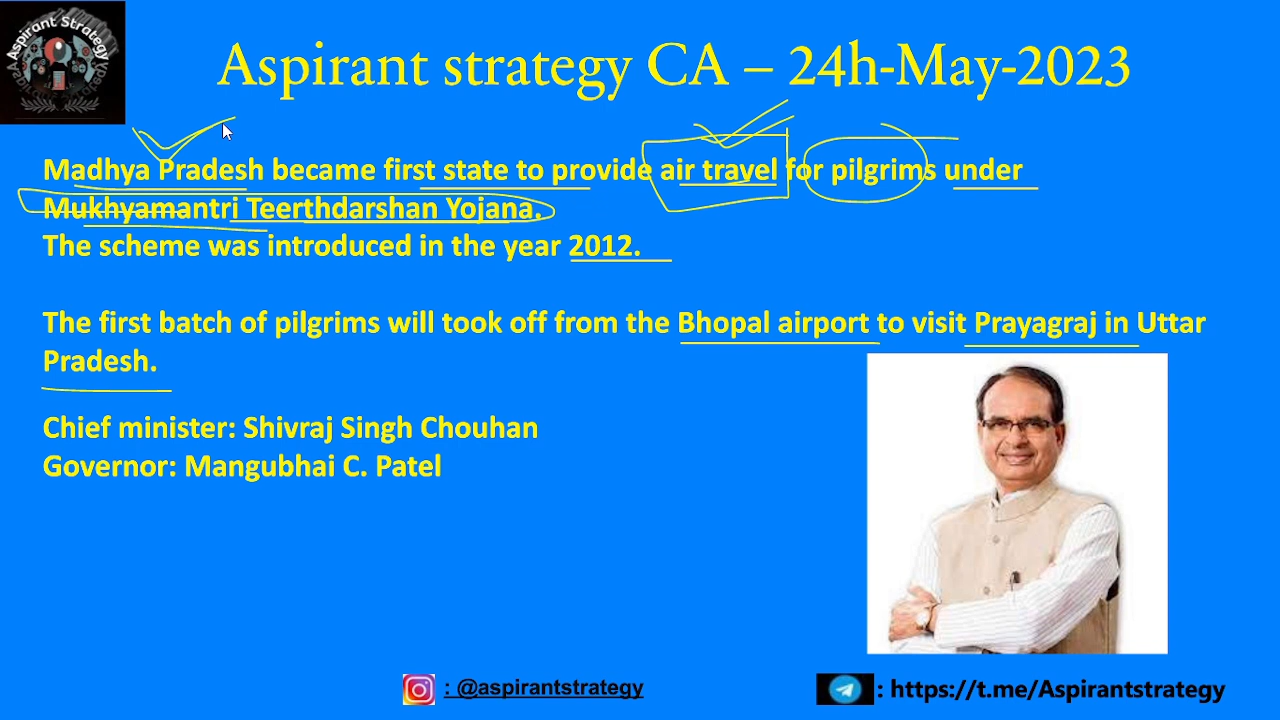 Aspirant Strategy
Aspirant strategy CA – 24h-May-2023
Madhya Pradesh became first state to provide air travel for pilgrims under
Mukhyamantri Teerthdarshan Yojana.
The scheme was introduced in the year 2012.
The first batch of pilgrims will took off from the Bhopal airport to visit Prayagraj in Uttar
Pradesh.
Chief minister: Shivraj Singh Chouhan
Governor: Mangubhai C. Patel
: @aspirantstrategy
: https://t.me/Aspirantstrategy